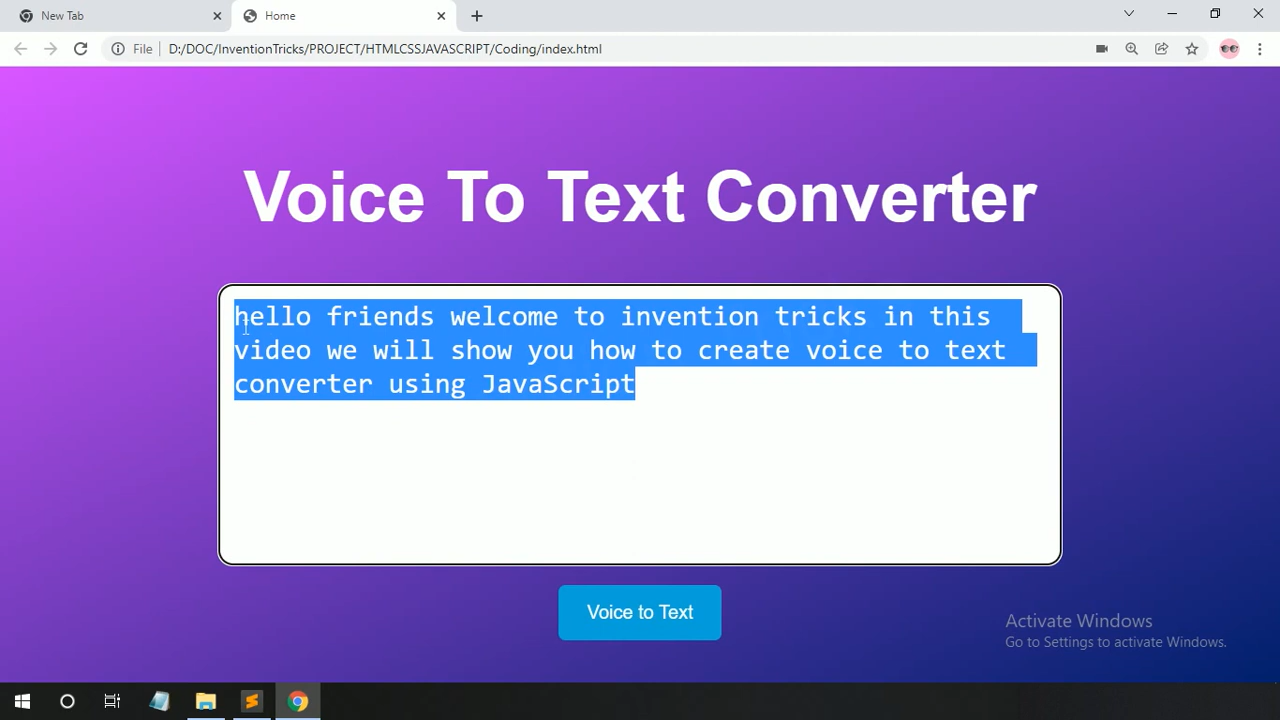 New Tab
Home
File
D:/DOC/InventionTricks/PROJECT/HTMLCSSJAVASCRIPT/Coding/index.html
Voice To Text Converter
hello friends welcome to invention tricks in this
video we will show you how to create voice to text
converter using JavaScript
Voice to Text
Activate Windows
Go to Settings to activate Windows.